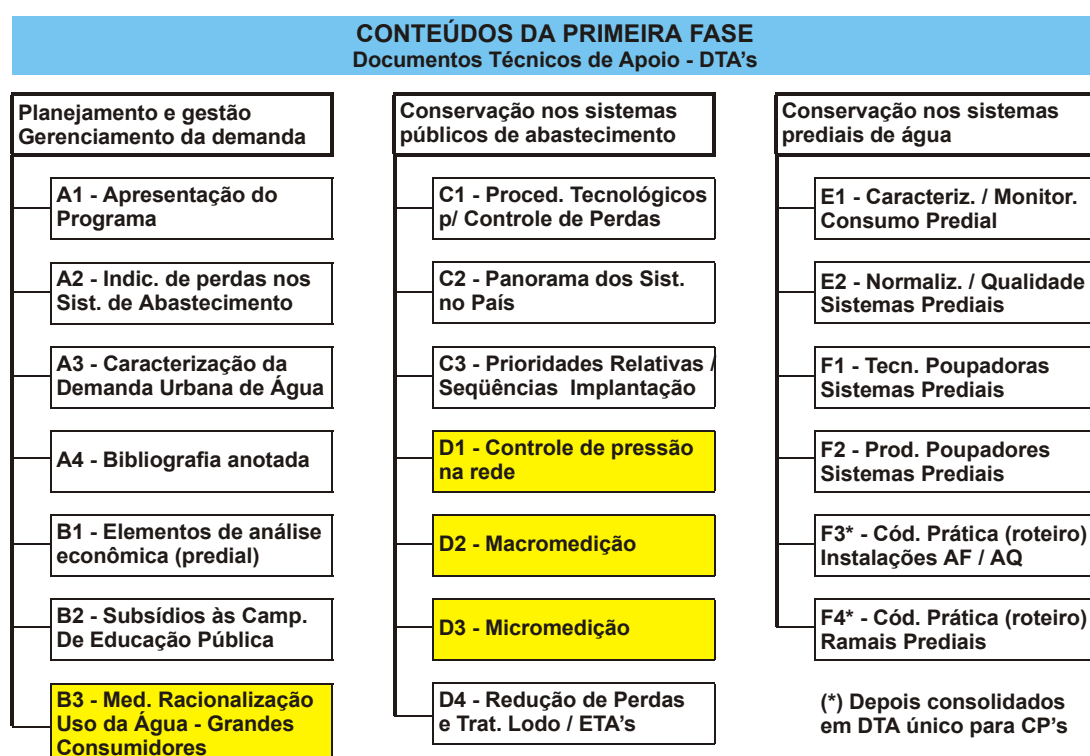 CONTEÚDOS DA PRIMEIRA FASE
Documentos Técnicos de Apoio - DTA’s
Planejamento e gestão
Gerenciamento da demanda
A1 - Apresentação do
Programa
A2 - Indic. de perdas nos
Sist. de Abastecimento
A3 - Caracterização da
Demanda Urbana de Água
A4 - Bibliografia anotada
B1 - Elementos de análise
econômica (predial)
B2 - Subsídios às Camp.
De Educação Pública
B3 - Med. Racionalização
Uso da Água - Grandes
Consumidores
Conservação nos sistemas
públicos de abastecimento
C1 - Proced. Tecnológicos
p/ Controle de Perdas
C2 - Panorama dos Sist.
no País
C3 - Prioridades Relativas /
Seqüências Implantação
D1 - Controle de pressão
na rede
D2 - Macromedição
D3 - Micromedição
D4 - Redução de Perdas
e Trat. Lodo / ETA’s
Conservação nos sistemas
prediais de água
E1 - Caracteriz. / Monitor.
Consumo Predial
E2 - Normaliz. / Qualidade
Sistemas Prediais
F1 - Tecn. Poupadoras
Sistemas Prediais
F2 - Prod. Poupadores
Sistemas Prediais
F3* - Cód. Prática (roteiro)
Instalações AF / AQ
F4* - Cód. Prática (roteiro)
Ramais Prediais
(*) Depois consolidados
em DTA único para CP’s